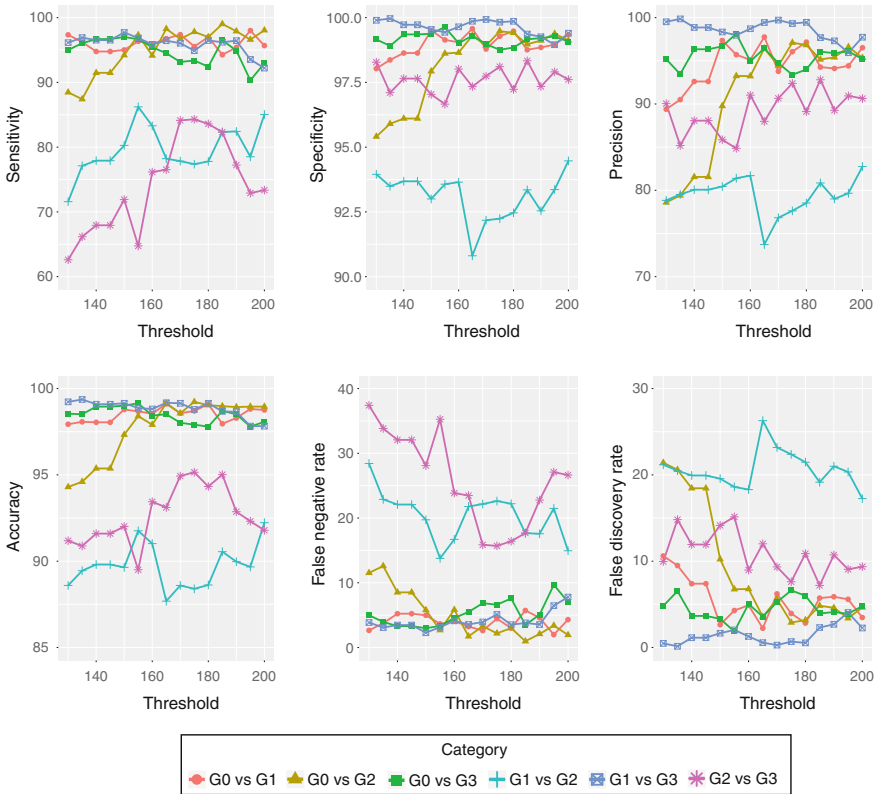 Sensitivity
100
90
80
70
60
140 160 180 200
Threshold
Specificity
100.0
97.5
95.0
92.5
90.0
140 160 180 200
Threshold
Precision
100
90
80
70
140 160 180 200
Threshold
Accuracy
100
95
90
85
140 160 180 200
Threshold
False negative rate
40
30
20
10
0
140 160 180 200
Threshold
False discovery rate
30
20
10
0
140 160 180 200
Threshold
Category
G0 vs G1 G0 vs G2 G0 vs G3 G1 vs G2 G1 vs G3 G2 vs G3